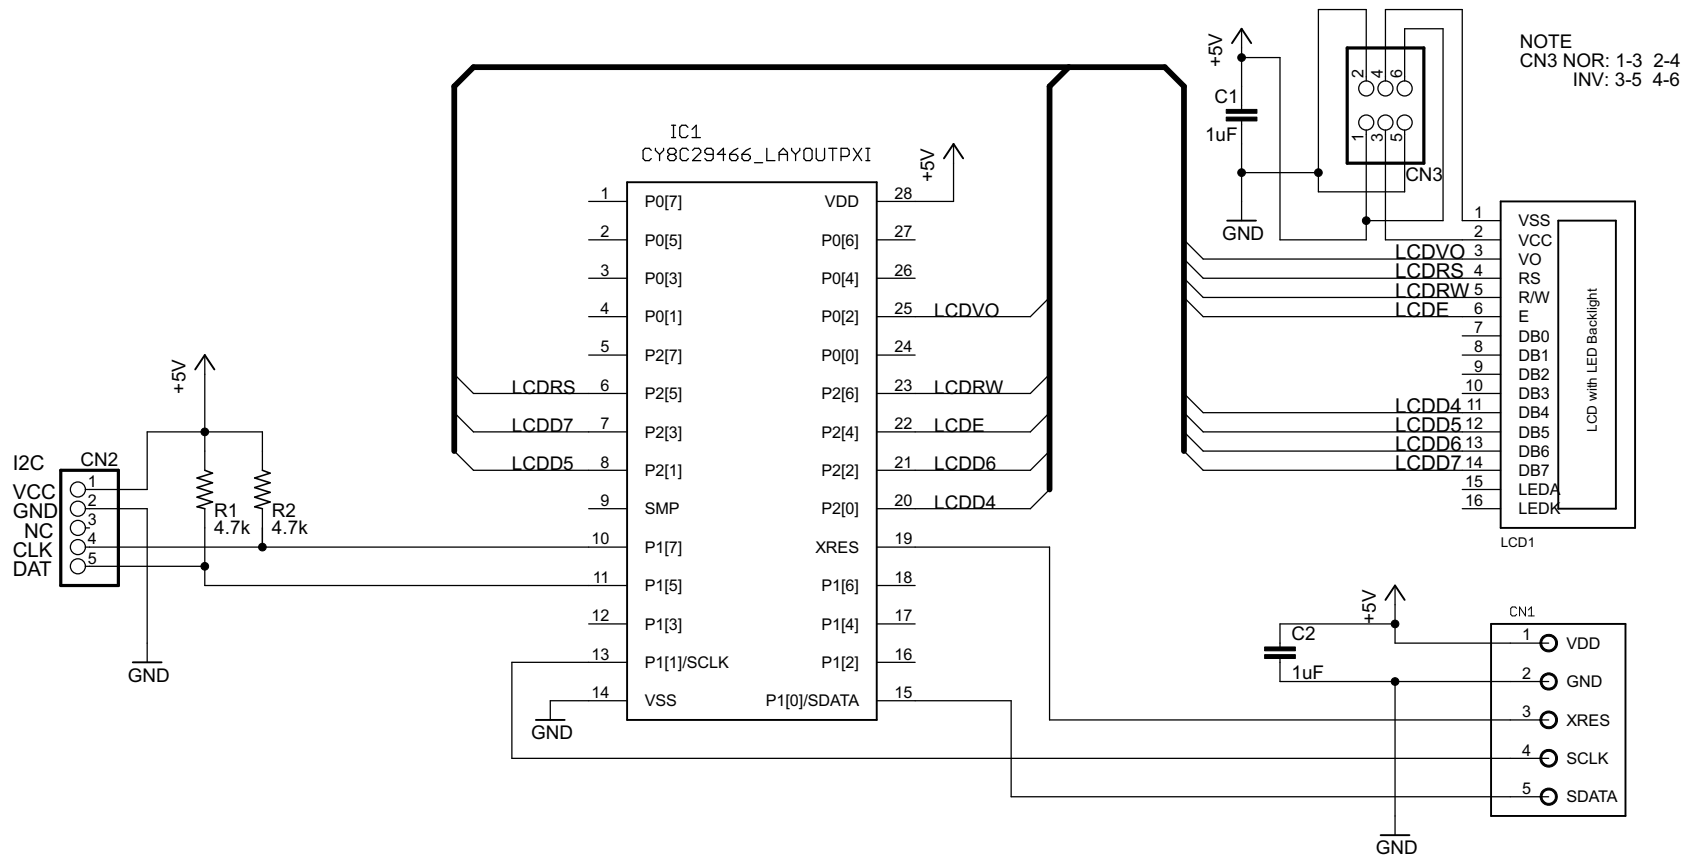 NOTE
CN3 NOR: 1-3 2-4
INV: 3-5 4-6
+5V
C1
1uF
GND
2 4 6
1 3 5
CN3
IC1
CY8C29466_LAYOUTPXI
+5V
1 P0[7] VDD 28
2 P0[5] P0[6] 27
3 P0[3] P0[4] 26
4 P0[1] P0[2] 25 LCDVO
5 P2[7] P0[0] 24
LCDRS 6 P2[5] P2[6] 23 LCDRW
LCDD7 7 P2[3] P2[4] 22 LCDE
LCDD5 8 P2[1] P2[2] 21 LCDD6
9 SMP P2[0] 20 LCDD4
10 P1[7] XRES 19
11 P1[5] P1[6] 18
12 P1[3] P1[4] 17
13 P1[1]/SCLK P1[2] 16
14 VSS P1[0]/SDATA 15
GND
1 VSS
2 VCC
LCDVO 3 VO
LCDRS 4 RS
LCDRW 5 R/W
LCDE 6 E
7 DB0
8 DB1
9 DB2
10 DB3
LCDD4 11 DB4
LCDD5 12 DB5
LCDD6 13 DB6
LCDD7 14 DB7
15 LEDA
16 LEDK
LCD with LED Backlight
LCD1
+5V
I2C CN2
VCC 1
GND 2
NC 3
CLK 4
DAT 5
R1
4.7k
R2
4.7k
GND
+5V
C2
1uF
GND
CN1
1 VDD
2 GND
3 XRES
4 SCLK
5 SDATA